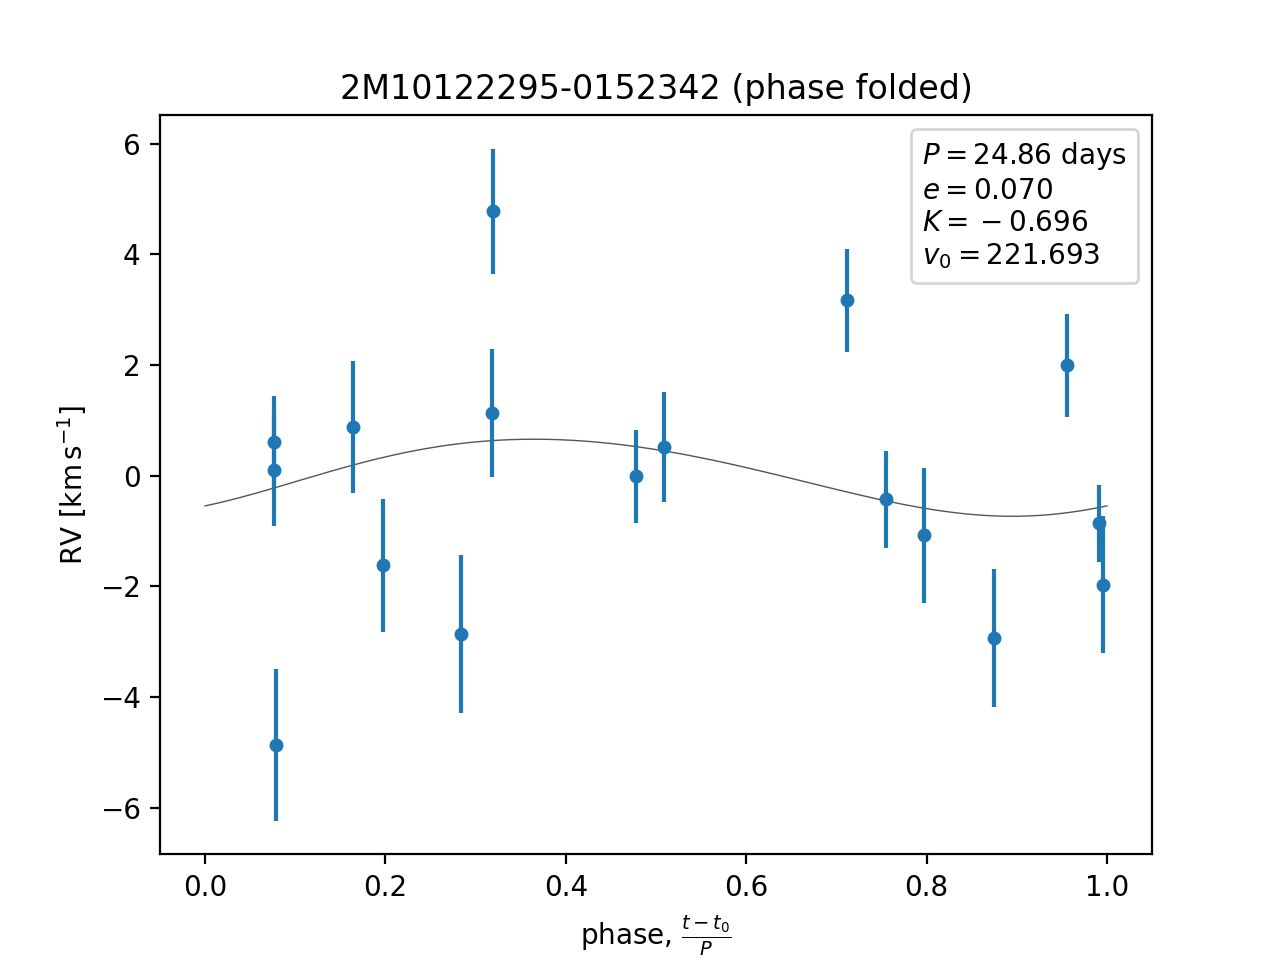 2M10122295-0152342 (phase folded)
P = 24.86 days
e = 0.070
K = −0.696
v₀ = 221.693
RV [km s⁻¹]
6
4
2
0
−2
−4
−6
0.0 0.2 0.4 0.6 0.8 1.0
phase, (t − t₀)/P